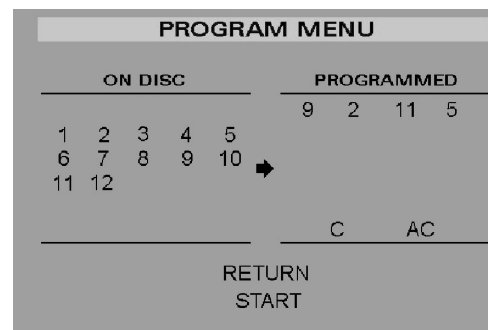 PROGRAM MENU
ON DISC
1 2 3 4 5
6 7 8 9 10
11 12
PROGRAMMED
9 2 11 5
C AC
RETURN
START